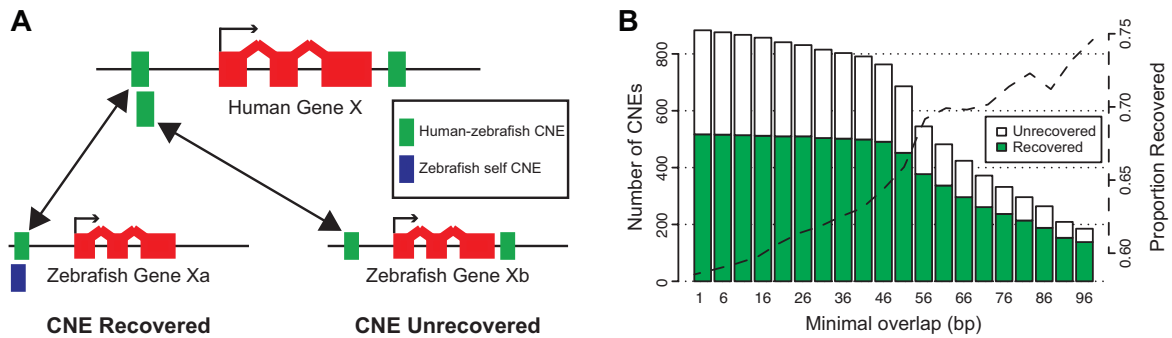 A
Human Gene X
Human-zebrafish CNE
Zebrafish self CNE
Zebrafish Gene Xa
Zebrafish Gene Xb
CNE Recovered
CNE Unrecovered
B
Number of CNEs
0
200
400
600
800
Unrecovered
Recovered
0.60
0.65
0.70
0.75
Proportion Recovered
1 6 16 26 36 46 56 66 76 86 96
Minimal overlap (bp)